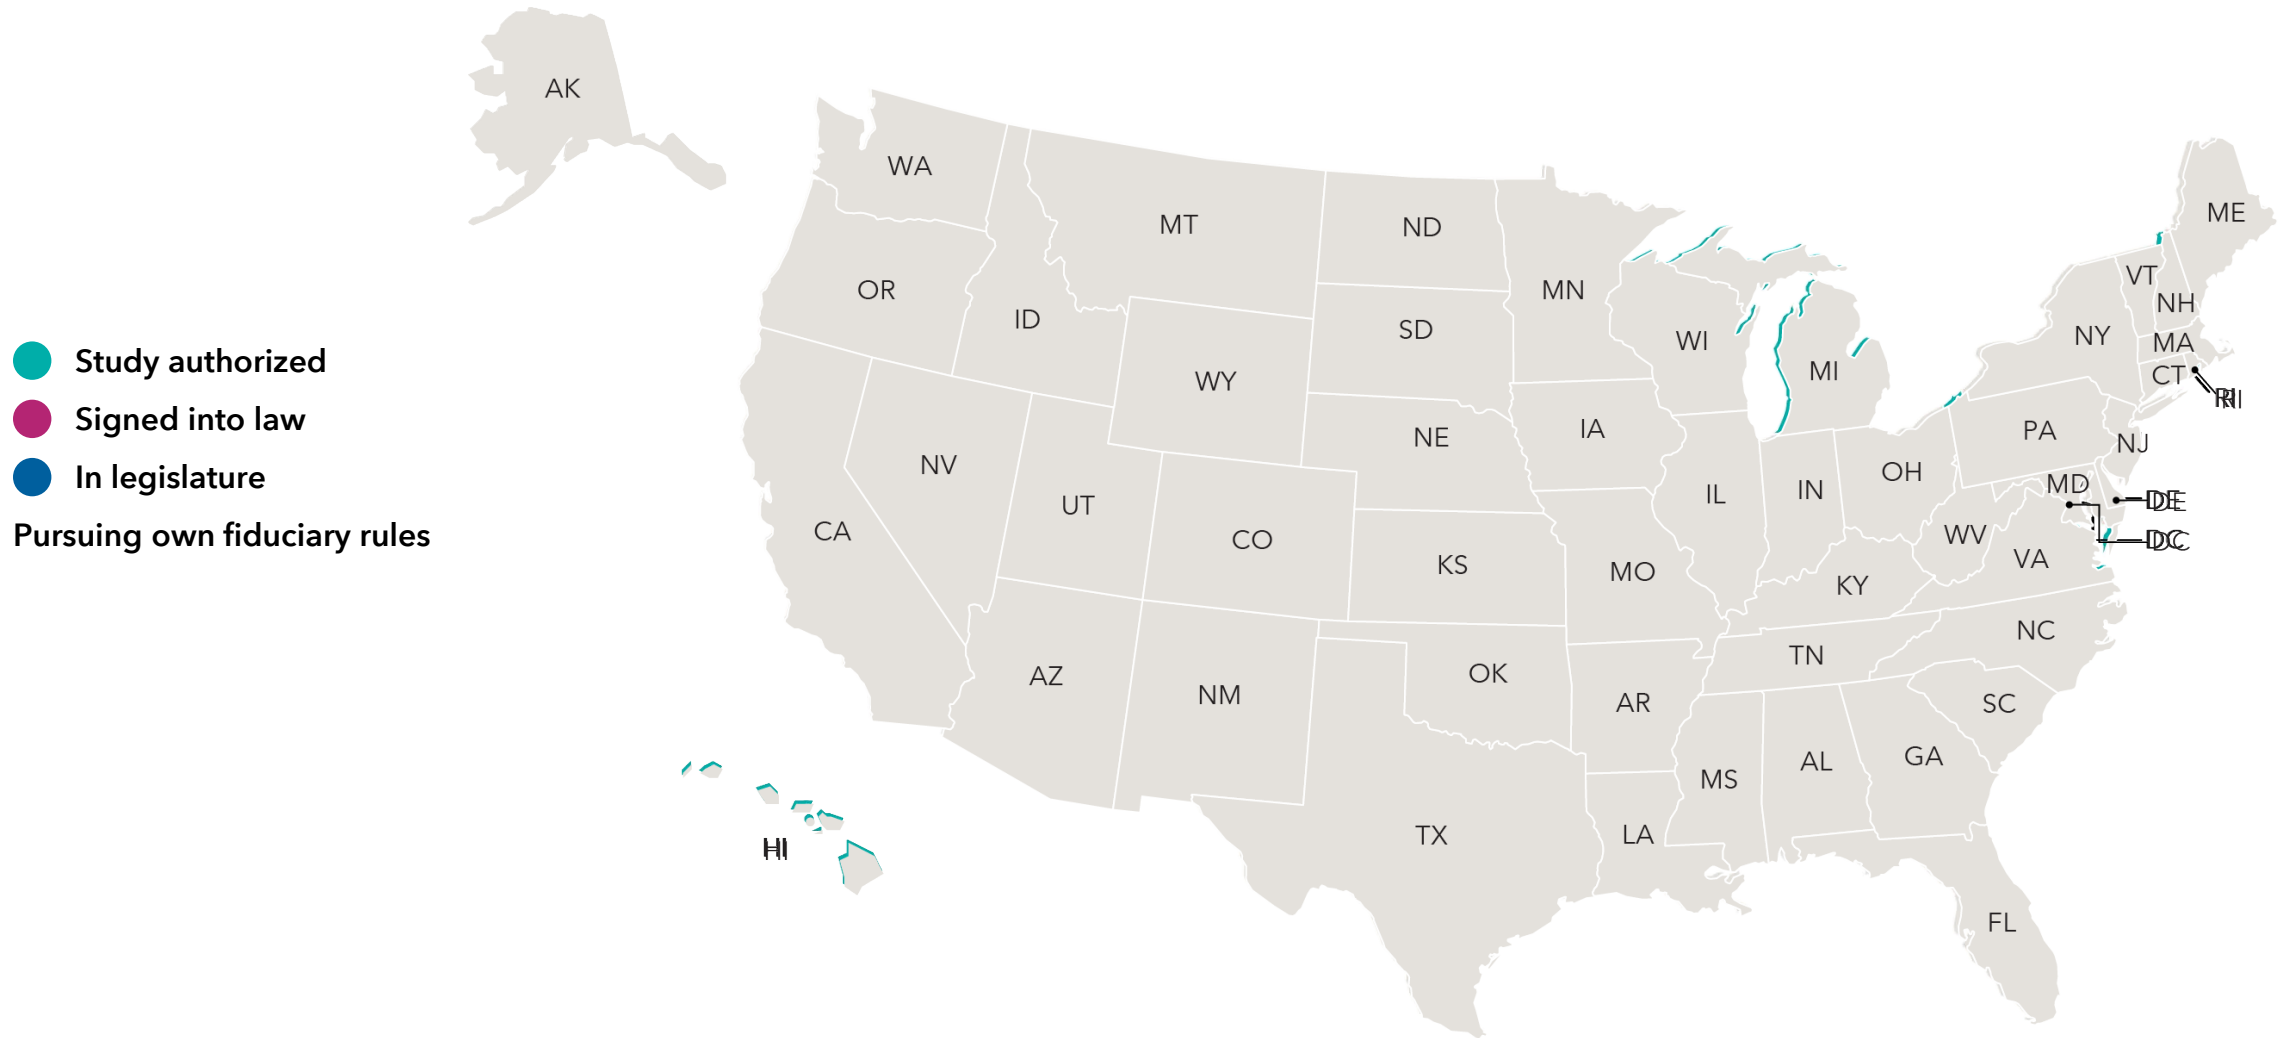 Study authorized
Signed into law
In legislature
Pursuing own fiduciary rules
AK
WA
MT
ND
ME
VT
OR
MN
NH
ID
SD
NY
WI
MA
MI
CT
WY
RI
IA
PA
NE
NJ
NV
OH
MD
IN
IL
DE
UT
CA
WV
CO
DC
VA
KS
MO
KY
NC
TN
OK
AZ
NM
AR
SC
GA
AL
MS
TX
LA
HI
FL